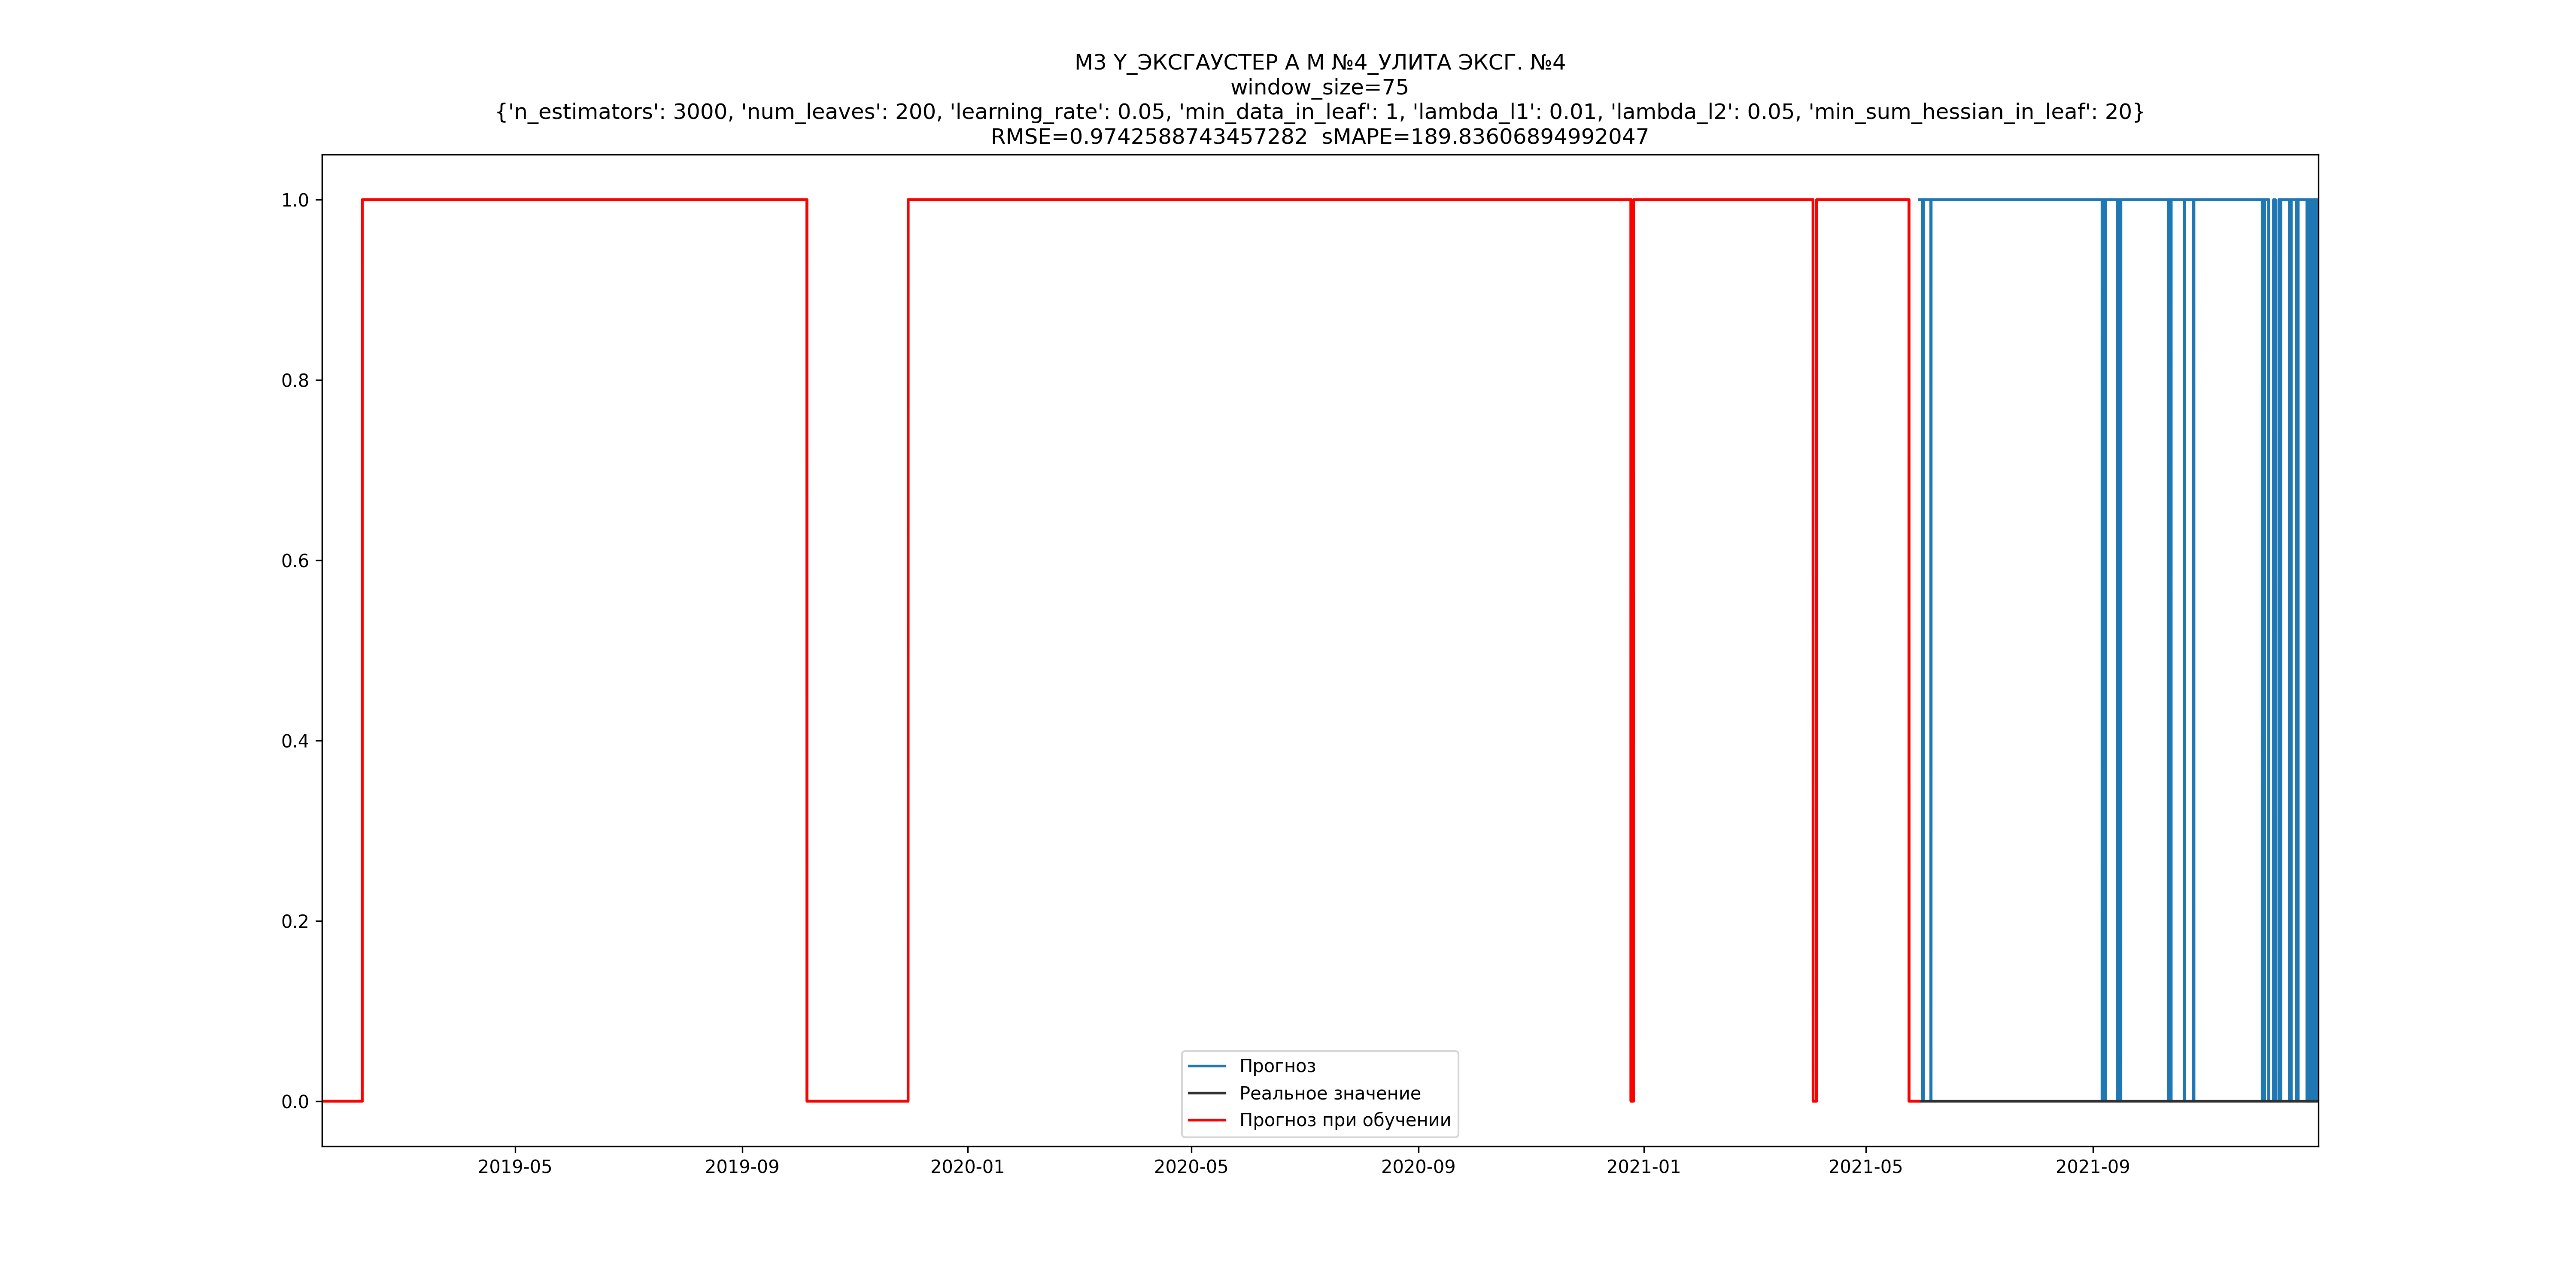 М3 Y_ЭКСГАУСТЕР А М №4_УЛИТА ЭКСГ. №4
window_size=75
{'n_estimators': 3000, 'num_leaves': 200, 'learning_rate': 0.05, 'min_data_in_leaf': 1, 'lambda_l1': 0.01, 'lambda_l2': 0.05, 'min_sum_hessian_in_leaf': 20}
RMSE=0.9742588743457282  sMAPE=189.83606894992047
1.0
0.8
0.6
0.4
0.2
0.0
Прогноз
Реальное значение
Прогноз при обучении
2019-05
2019-09
2020-01
2020-05
2020-09
2021-01
2021-05
2021-09